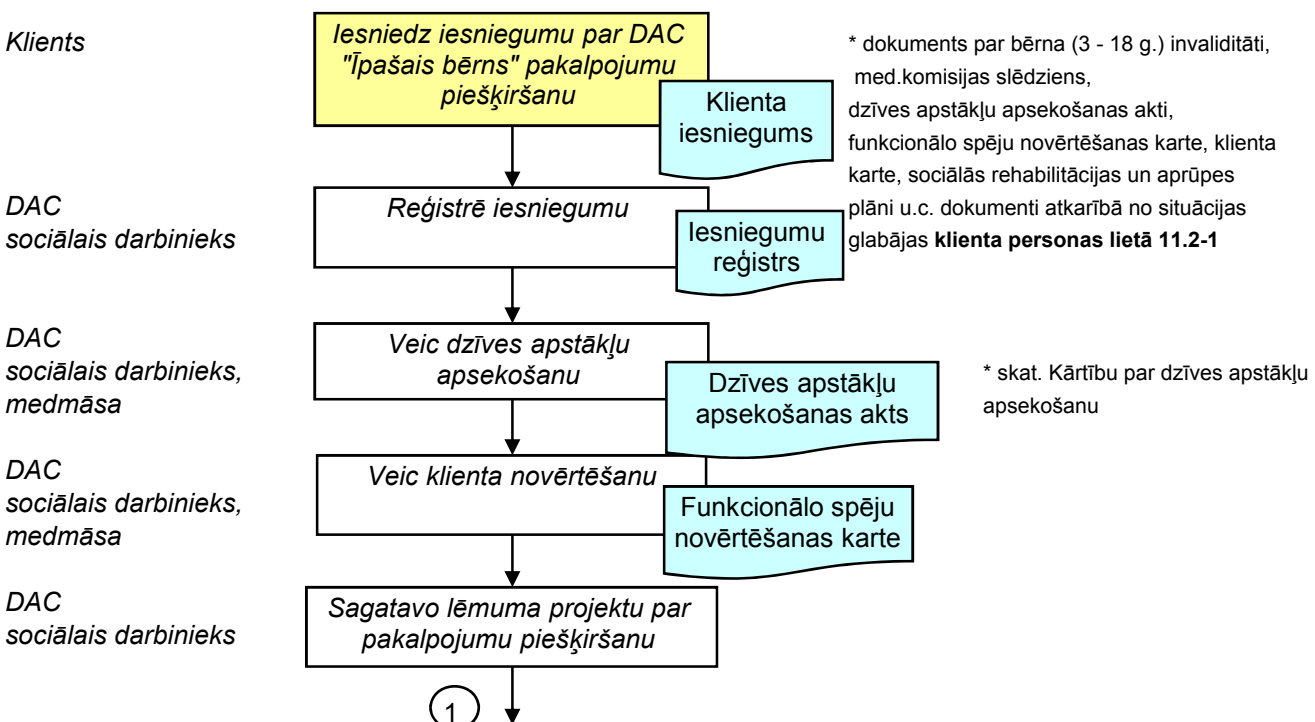 Klients
Iesniedz iesniegumu par DAC
"Īpašais bērns" pakalpojumu
piešķiršanu
Klienta
iesniegums
* dokuments par bērna (3 - 18 g.) invaliditāti,
med.komisijas slēdziens,
dzīves apstākļu apsekošanas akti,
funkcionālo spēju novērtēšanas karte, klienta
karte, sociālās rehabilitācijas un aprūpes
plāni u.c. dokumenti atkarībā no situācijas
glabājas klienta personas lietā 11.2-1
DAC
sociālais darbinieks
Reģistrē iesniegumu
Iesniegumu
reģistrs
DAC
sociālais darbinieks,
medmāsa
Veic dzīves apstākļu
apsekošanu
Dzīves apstākļu
apsekošanas akts
* skat. Kārtību par dzīves apstākļu
apsekošanu
DAC
sociālais darbinieks,
medmāsa
Veic klienta novērtēšanu
Funkcionālo spēju
novērtēšanas karte
DAC
sociālais darbinieks
Sagatavo lēmuma projektu par
pakalpojumu piešķiršanu
1